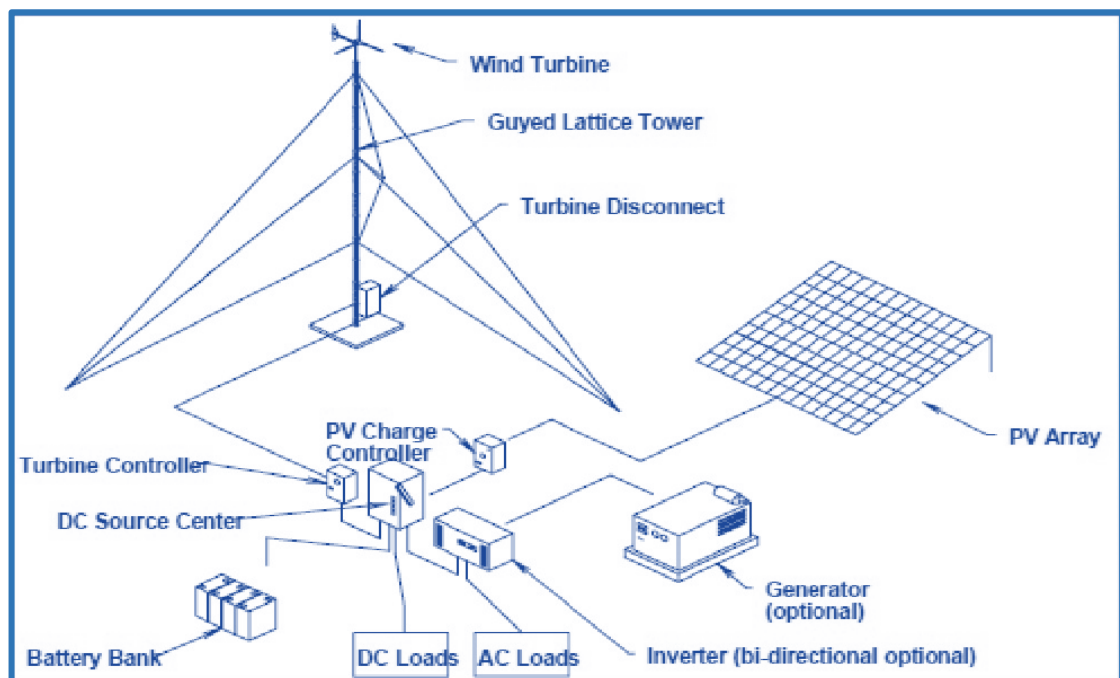 Wind Turbine
Guyed Lattice Tower
Turbine Disconnect
PV Array
PV Charge
Controller
Turbine Controller
DC Source Center
Generator
(optional)
Battery Bank
DC Loads
AC Loads
Inverter (bi-directional optional)